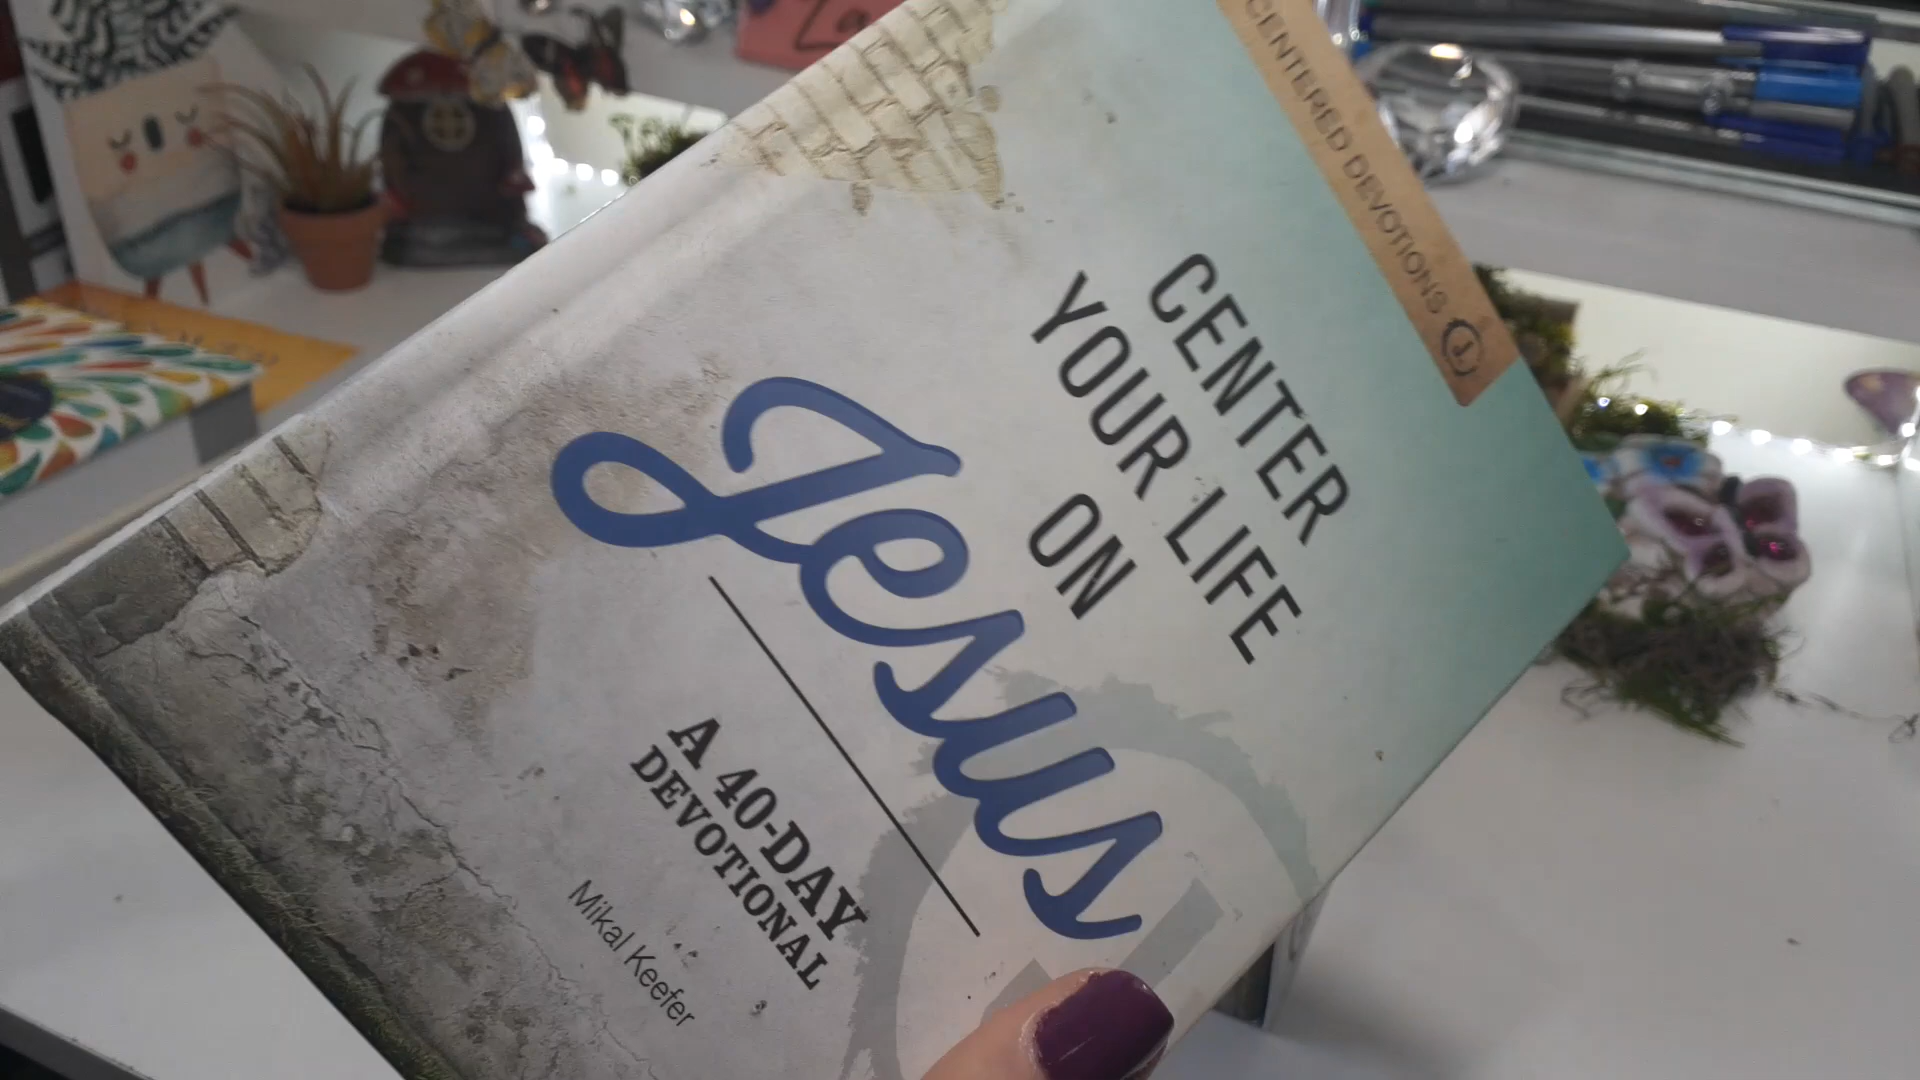 CENTERED DEVOTIONS
CENTER
YOUR LIFE
ON
Jesus
A 40-DAY
DEVOTIONAL
Mikal Keefer